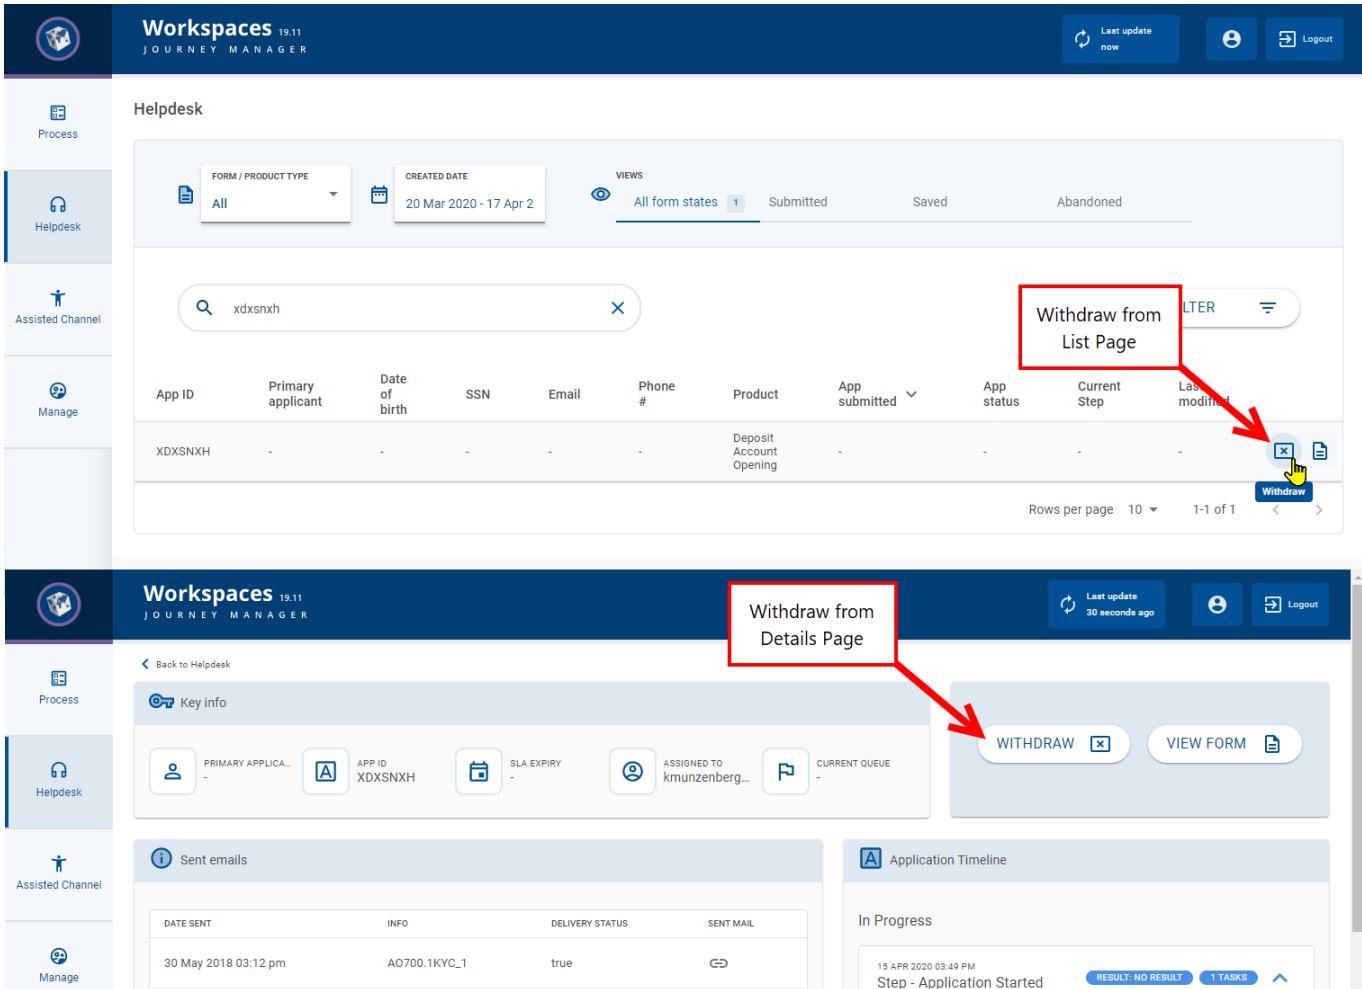 Workspaces 19.11
JOURNEY MANAGER
Last update
now
Logout
Process
Helpdesk
Assisted Channel
Manage
Helpdesk
FORM / PRODUCT TYPE
All
CREATED DATE
20 Mar 2020 - 17 Apr 2
VIEWS
All form states 1
Submitted
Saved
Abandoned
xdxsnxh
Withdraw from
List Page
LTER
App ID
Primary
applicant
Date
of
birth
SSN
Email
Phone
#
Product
App
submitted
App
status
Current
Step
Last
modified
XDXSNXH
-
-
-
-
-
Deposit
Account
Opening
-
-
-
-
Withdraw
Rows per page 10
1-1 of 1
Workspaces 19.11
JOURNEY MANAGER
Last update
30 seconds ago
Logout
Process
Helpdesk
Assisted Channel
Manage
Withdraw from
Details Page
Back to Helpdesk
Key info
PRIMARY APPLICA...
-
APP ID
XDXSNXH
SLA EXPIRY
-
ASSIGNED TO
kmunzenberg...
CURRENT QUEUE
-
WITHDRAW
VIEW FORM
Sent emails
DATE SENT
INFO
DELIVERY STATUS
SENT MAIL
30 May 2018 03:12 pm
AO700.1KYC_1
true
Application Timeline
In Progress
15 APR 2020 03:49 PM
Step - Application Started
RESULT: NO RESULT
1 TASKS